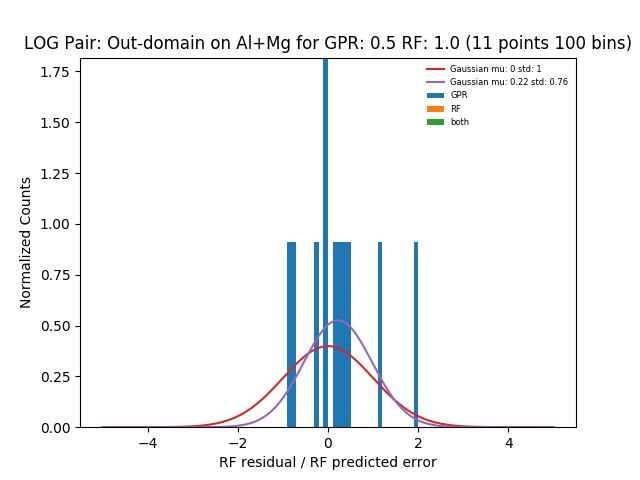 LOG Pair: Out-domain on Al+Mg for GPR: 0.5 RF: 1.0 (11 points 100 bins)
Gaussian mu: 0 std: 1
Gaussian mu: 0.22 std: 0.76
GPR
RF
both
Normalized Counts
1.75
1.50
1.25
1.00
0.75
0.50
0.25
0.00
−4
−2
0
2
4
RF residual / RF predicted error